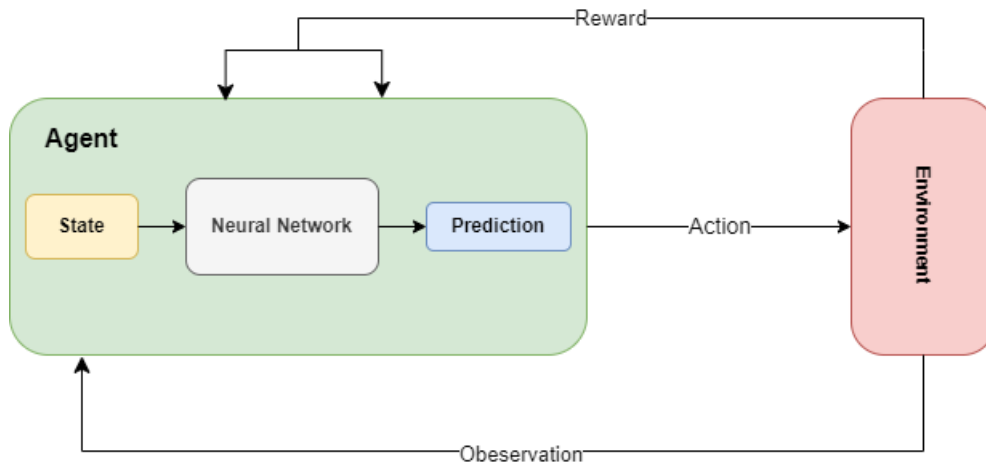 Reward
Agent
State
Neural Network
Prediction
Action
Environment
Obeservation